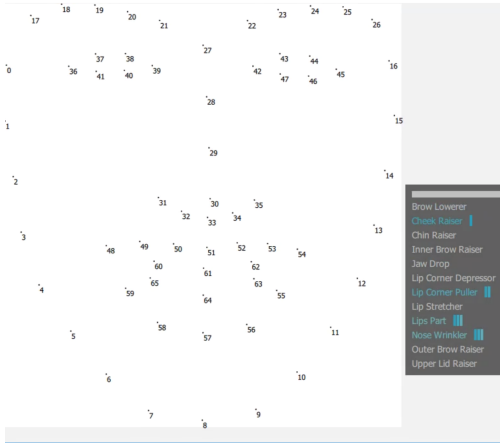 18 19 20 23 24 25
17 21 22 26
27
37 38 43 44
0 36 41 40 39 42 47 46 45 16
28
1 15
29
2 14
31 30 35
32 33 34
3 13
48 49 50 51 52 53 54
60 61 62
4 59 65 64 63 55 12
5 58 57 56 11
6 10
7 8 9
Brow Lowerer
Cheek Raiser
Chin Raiser
Inner Brow Raiser
Jaw Drop
Lip Corner Depressor
Lip Corner Puller
Lip Stretcher
Lips Part
Nose Wrinkler
Outer Brow Raiser
Upper Lid Raiser